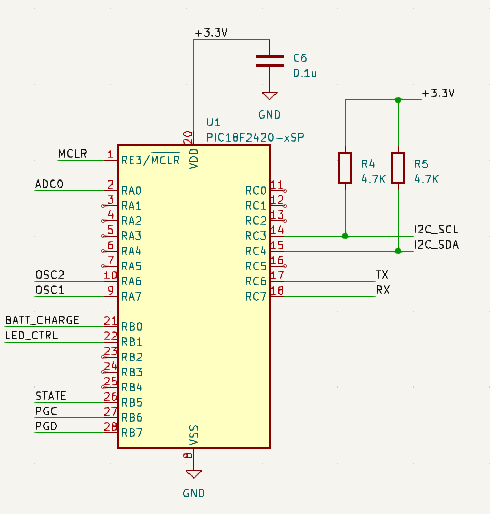 +3.3V
C6
0.1u
GND
U1
PIC18F2420-xSP
+3.3V
R4
4.7K
R5
4.7K
20
VDD
MCLR 1 RE3/MCLR
ADC0 2 RA0
3 RA1
4 RA2
5 RA3
6 RA4
7 RA5
OSC2 10 RA6
OSC1 9 RA7
BATT_CHARGE 21 RB0
LED_CTRL 22 RB1
23 RB2
24 RB3
25 RB4
STATE 26 RB5
PGC 27 RB6
PGD 28 RB7
RC0 11
RC1 12
RC2 13
RC3 14 I2C_SCL
RC4 15 I2C_SDA
RC5 16
RC6 17 TX
RC7 18 RX
VSS
8
GND